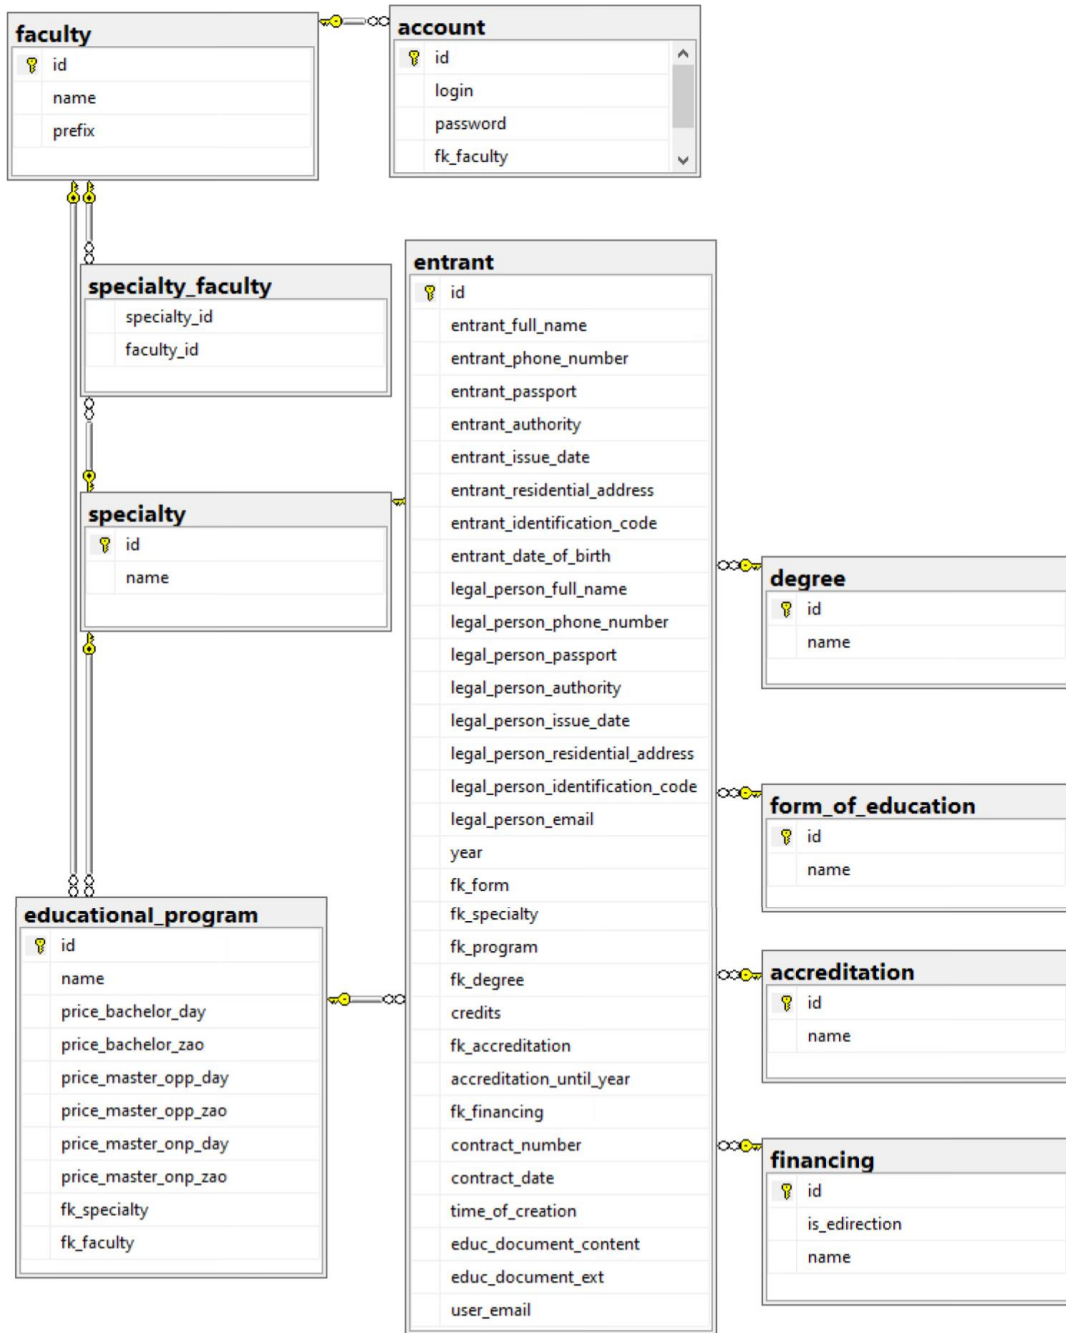 faculty
id
name
prefix
account
id
login
password
fk_faculty
specialty_faculty
specialty_id
faculty_id
specialty
id
name
educational_program
id
name
price_bachelor_day
price_bachelor_zao
price_master_opp_day
price_master_opp_zao
price_master_onp_day
price_master_onp_zao
fk_specialty
fk_faculty
entrant
id
entrant_full_name
entrant_phone_number
entrant_passport
entrant_authority
entrant_issue_date
entrant_residential_address
entrant_identification_code
entrant_date_of_birth
legal_person_full_name
legal_person_phone_number
legal_person_passport
legal_person_authority
legal_person_issue_date
legal_person_residential_address
legal_person_identification_code
legal_person_email
year
fk_form
fk_specialty
fk_program
fk_degree
credits
fk_accreditation
accreditation_until_year
fk_financing
contract_number
contract_date
time_of_creation
educ_document_content
educ_document_ext
user_email
degree
id
name
form_of_education
id
name
accreditation
id
name
financing
id
is_edirection
name